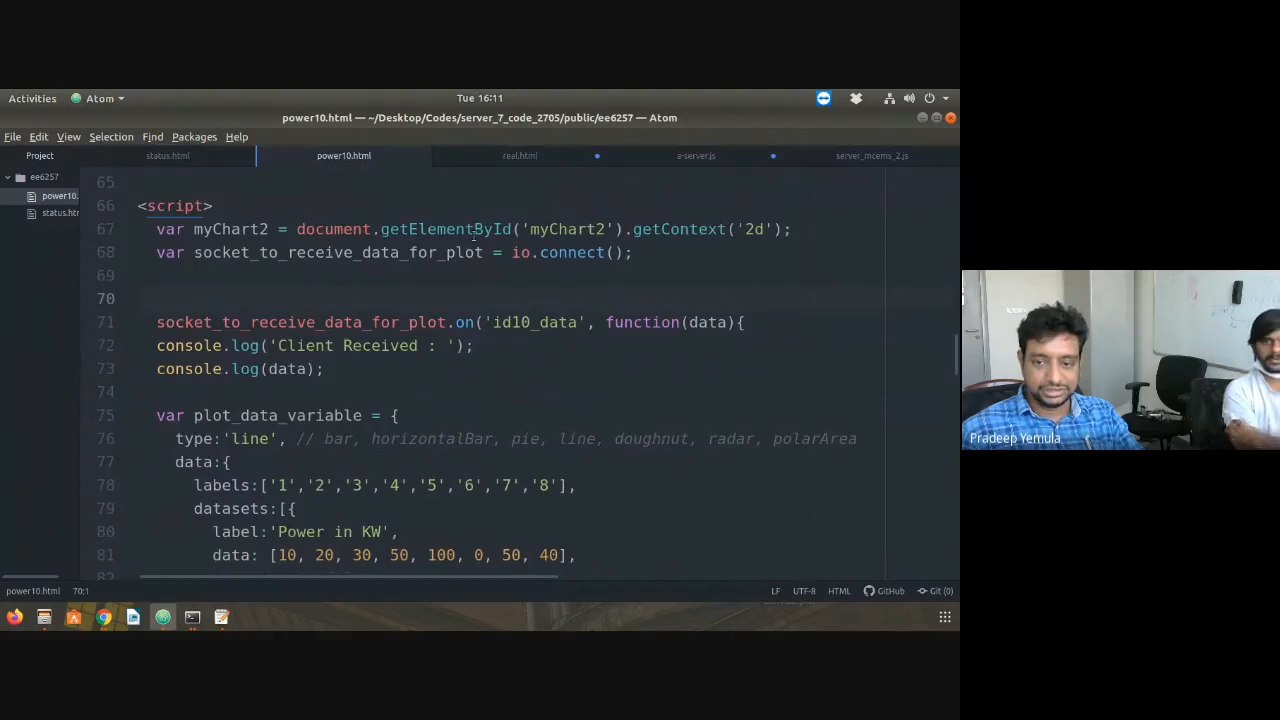 Activities Atom Tue 16:11
power10.html — ~/Desktop/Codes/server_7_code_2705/public/ee6257 — Atom
File Edit View Selection Find Packages Help
Project status.html power10.html real.html a-server.js server_mcems_2.js
ee6257
power10.
status.htm
65
66 <script>
67 var myChart2 = document.getElementById('myChart2').getContext('2d');
68 var socket_to_receive_data_for_plot = io.connect();
69
70
71 socket_to_receive_data_for_plot.on('id10_data', function(data){
72 console.log('Client Received : ');
73 console.log(data);
74
75 var plot_data_variable = {
76 type:'line', // bar, horizontalBar, pie, line, doughnut, radar, polarArea
77 data:{
78 labels:['1','2','3','4','5','6','7','8'],
79 datasets:[{
80 label:'Power in KW',
81 data: [10, 20, 30, 50, 100, 0, 50, 40],
82
power10.html 70:1 LF UTF-8 HTML GitHub Git (0)
Pradeep Yemula